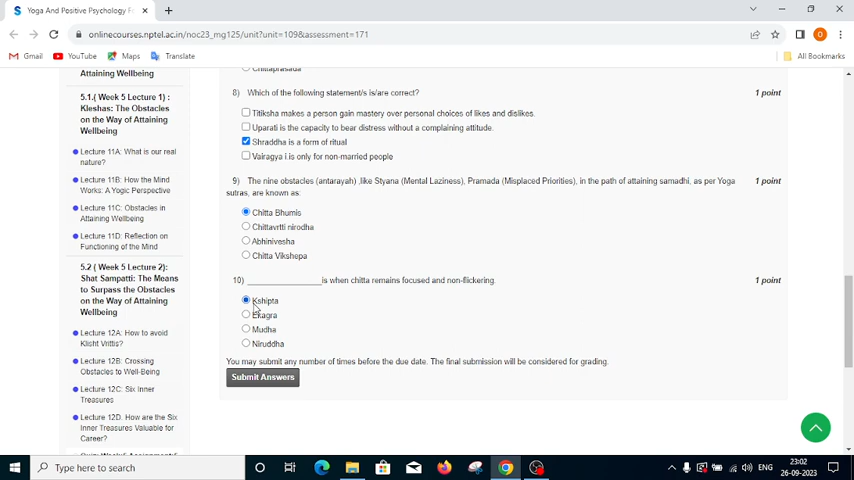 Yoga And Positive Psychology F
onlinecourses.nptel.ac.in/noc23_mg125/unit?unit=109&assessment=171
Gmail
YouTube
Maps
Translate
All Bookmarks
Attaining Wellbeing
5.1.( Week 5 Lecture 1) :
Kleshas: The Obstacles
on the Way of Attaining
Wellbeing
Lecture 11A: What is our real
nature?
Lecture 11B: How the Mind
Works: A Yogic Perspective
Lecture 11C: Obstacles in
Attaining Wellbeing
Lecture 11D: Reflection on
Functioning of the Mind
5.2 ( Week 5 Lecture 2):
Shat Sampatti: The Means
to Surpass the Obstacles
on the Way of Attaining
Wellbeing
Lecture 12A: How to avoid
Klisht Vrittis?
Lecture 12B: Crossing
Obstacles to Well-Being
Lecture 12C: Six Inner
Treasures
Lecture 12D. How are the Six
Inner Treasures Valuable for
Career?
Chittaprasada
8) Which of the following statement/s is/are correct? 1 point
Titiksha makes a person gain mastery over personal choices of likes and dislikes.
Uparati is the capacity to bear distress without a complaining attitude.
Shraddha is a form of ritual
Vairagya i is only for non-married people
9) The nine obstacles (antarayah) ,like Styana (Mental Laziness), Pramada (Misplaced Priorities), in the path of attaining samadhi, as per Yoga 1 point
sutras, are known as:
Chitta Bhumis
Chittavrtti nirodha
Abhinivesha
Chitta Vikshepa
10) __________________is when chitta remains focused and non-flickering. 1 point
Kshipta
Ekagra
Mudha
Niruddha
You may submit any number of times before the due date. The final submission will be considered for grading.
Submit Answers
Type here to search
ENG
23:02
26-09-2023